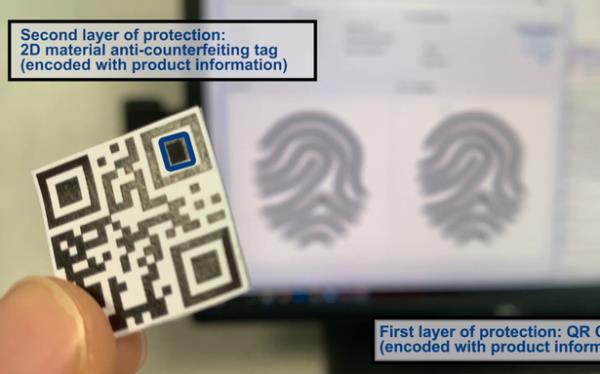 Second layer of protection:
2D material anti-counterfeiting tag
(encoded with product information)
First layer of protection: QR
(encoded with product